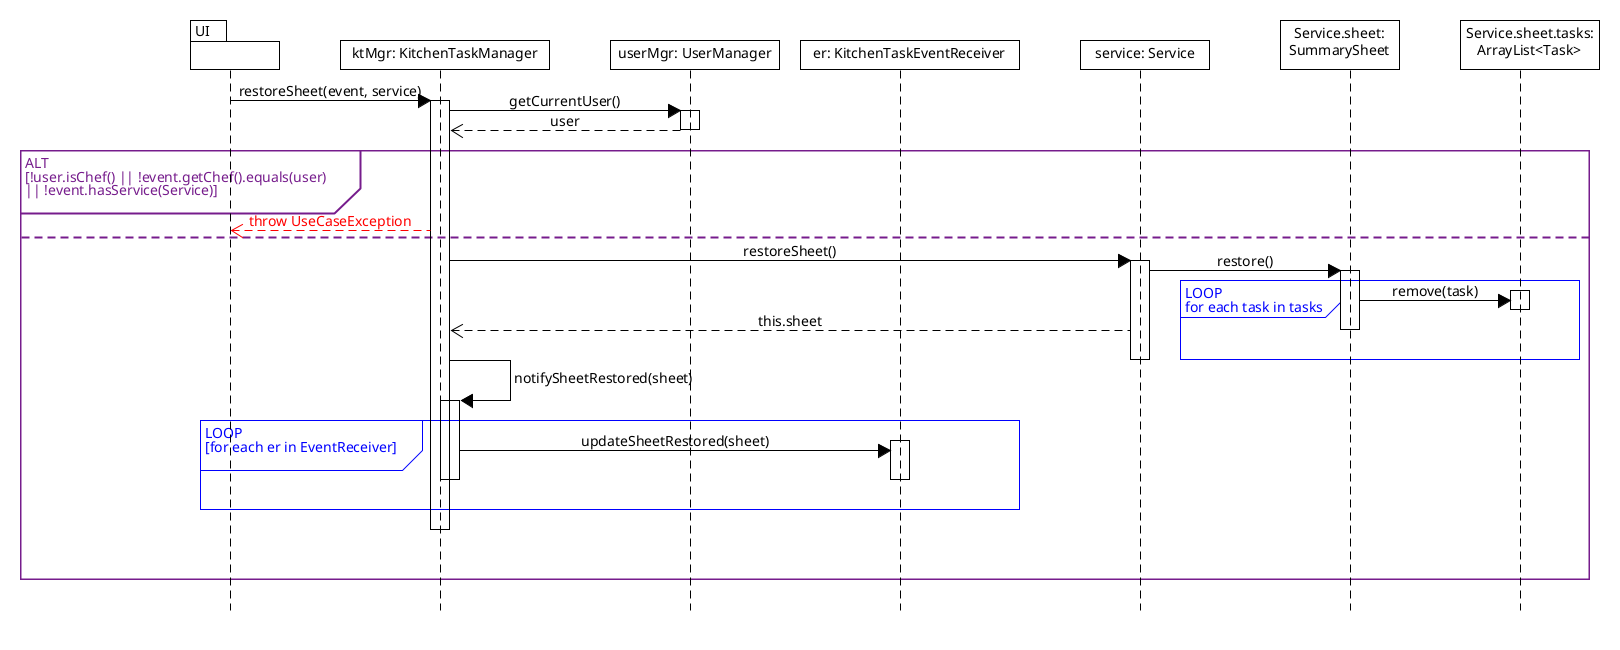 UI
ktMgr: KitchenTaskManager
userMgr: UserManager
er: KitchenTaskEventReceiver
service: Service
Service.sheet:
SummarySheet
Service.sheet.tasks:
ArrayList<Task>
restoreSheet(event, service)
getCurrentUser()
user
ALT
[!user.isChef() || !event.getChef().equals(user)
|| !event.hasService(Service)]
throw UseCaseException
restoreSheet()
restore()
LOOP
for each task in tasks
remove(task)
this.sheet
notifySheetRestored(sheet)
LOOP
[for each er in EventReceiver]
updateSheetRestored(sheet)